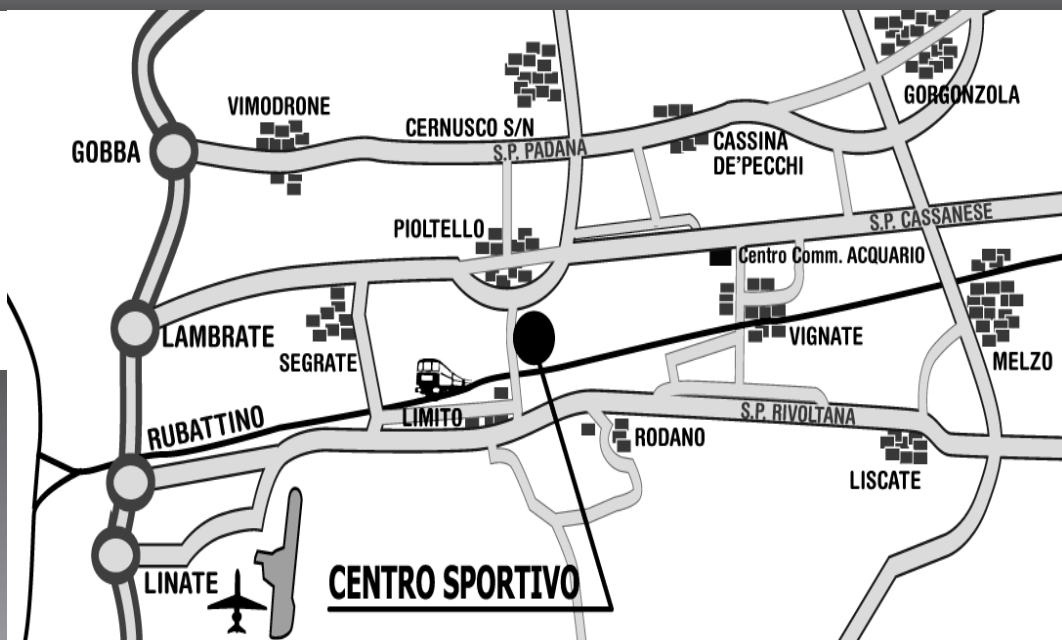 GORGONZOLA
VIMODRONE
CERNUSCO S/N
GOBBA
S.P. PADANA
CASSINA
DE'PECCHI
PIOLTELLO
S.P. CASSANESE
Centro Comm. ACQUARIO
LAMBRATE
VIGNATE
SEGRATE
MELZO
LIMITO
RUBATTINO
S.P. RIVOLTANA
RODANO
LISCATE
LINATE
CENTRO SPORTIVO